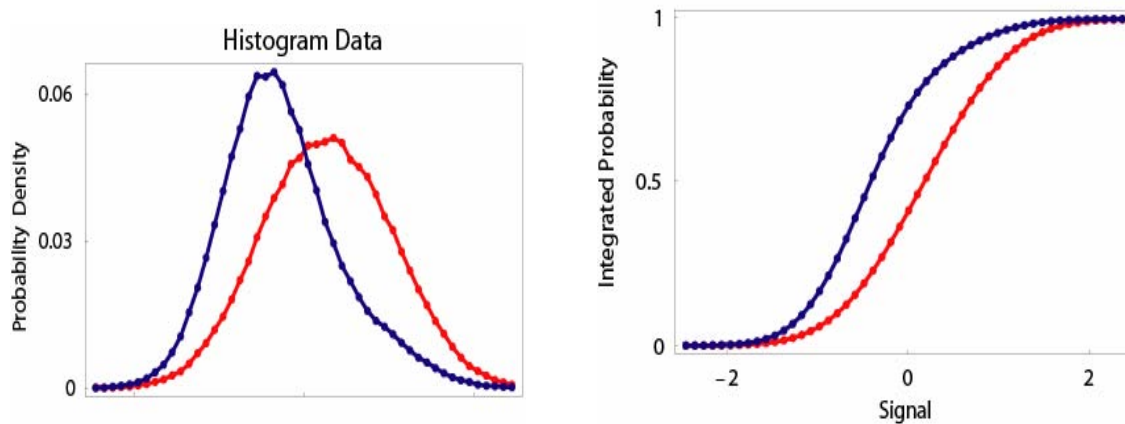 Histogram Data
Probability Density
0.06
0.03
0
Integrated Probability
1
0.5
0
−2
0
2
Signal